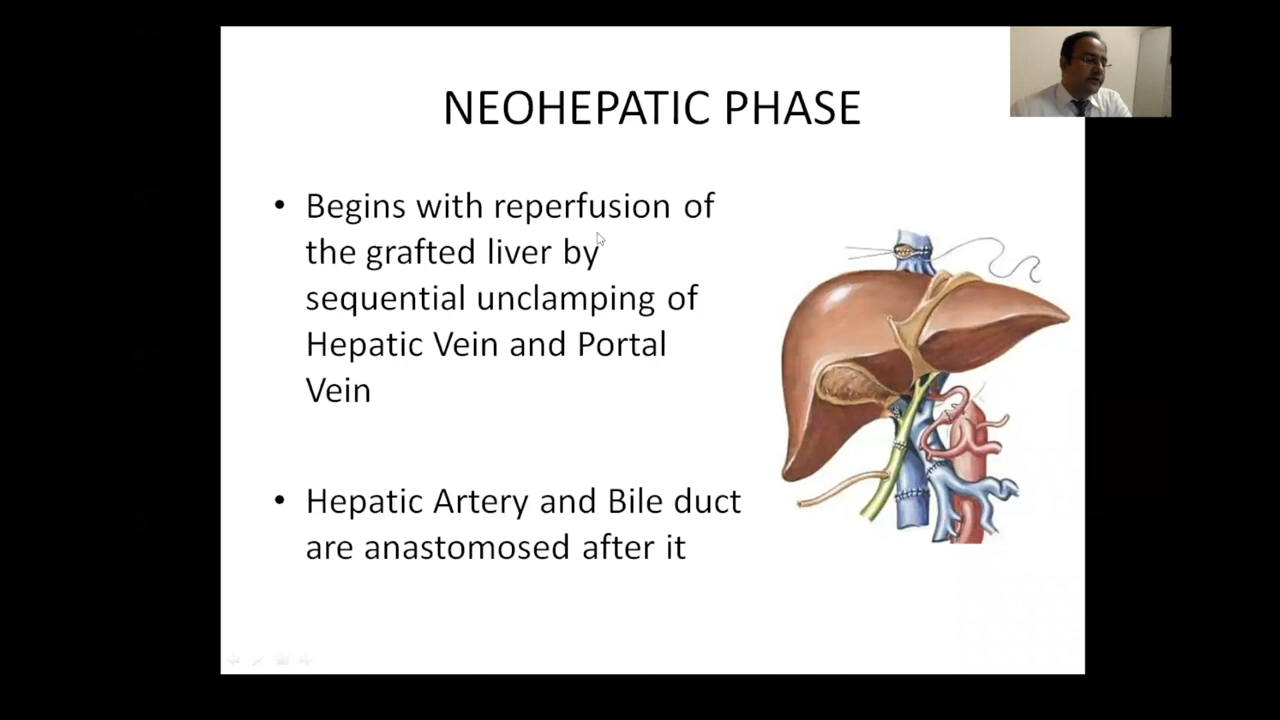 NEOHEPATIC PHASE
• Begins with reperfusion of
the grafted liver by
sequential unclamping of
Hepatic Vein and Portal
Vein
• Hepatic Artery and Bile duct
are anastomosed after it